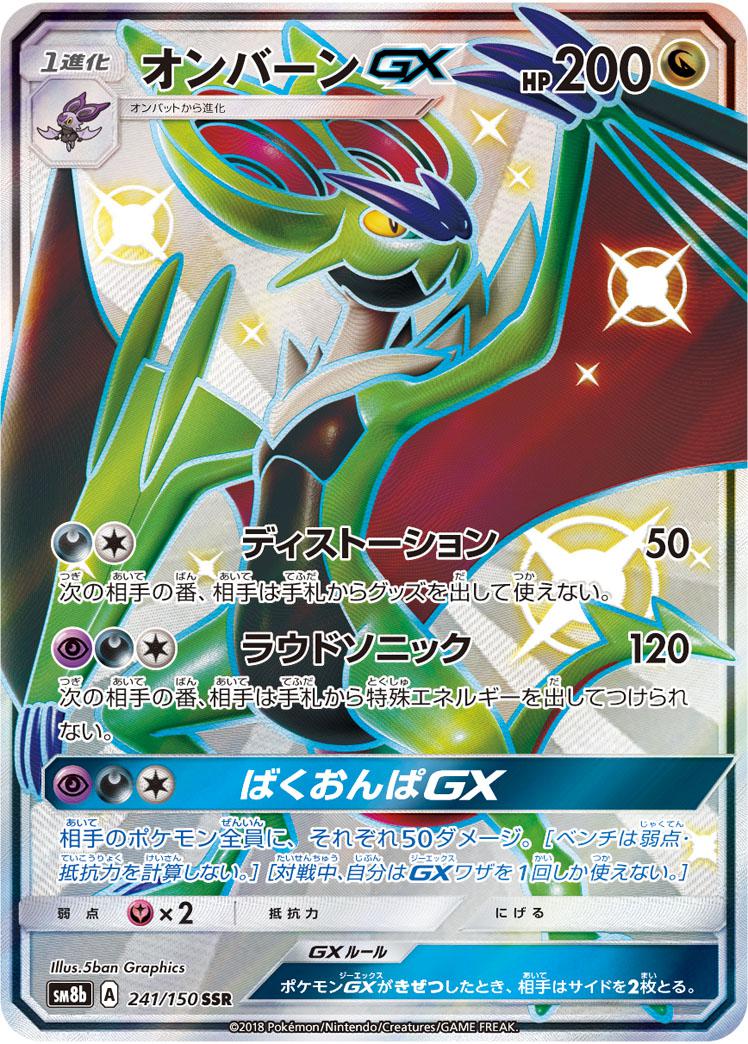 1進化
オンバーンGX
HP200
オンバットから進化
ディストーション 50
次の相手の番、相手は手札からグッズを出して使えない。
ラウドソニック 120
次の相手の番、相手は手札から特殊エネルギーを出してつけられ
ない。
ばくおんぱGX
相手のポケモン全員に、それぞれ50ダメージ。[ベンチは弱点・
抵抗力を計算しない。] [対戦中、自分はGXワザを1回しか使えない。]
弱点 ×2 抵抗力 にげる
Illus.5ban Graphics
GXルール
ポケモンGXがきぜつしたとき、相手はサイドを2枚とる。
SM8b A 241/150 SSR
©2018 Pokémon/Nintendo/Creatures/GAME FREAK.